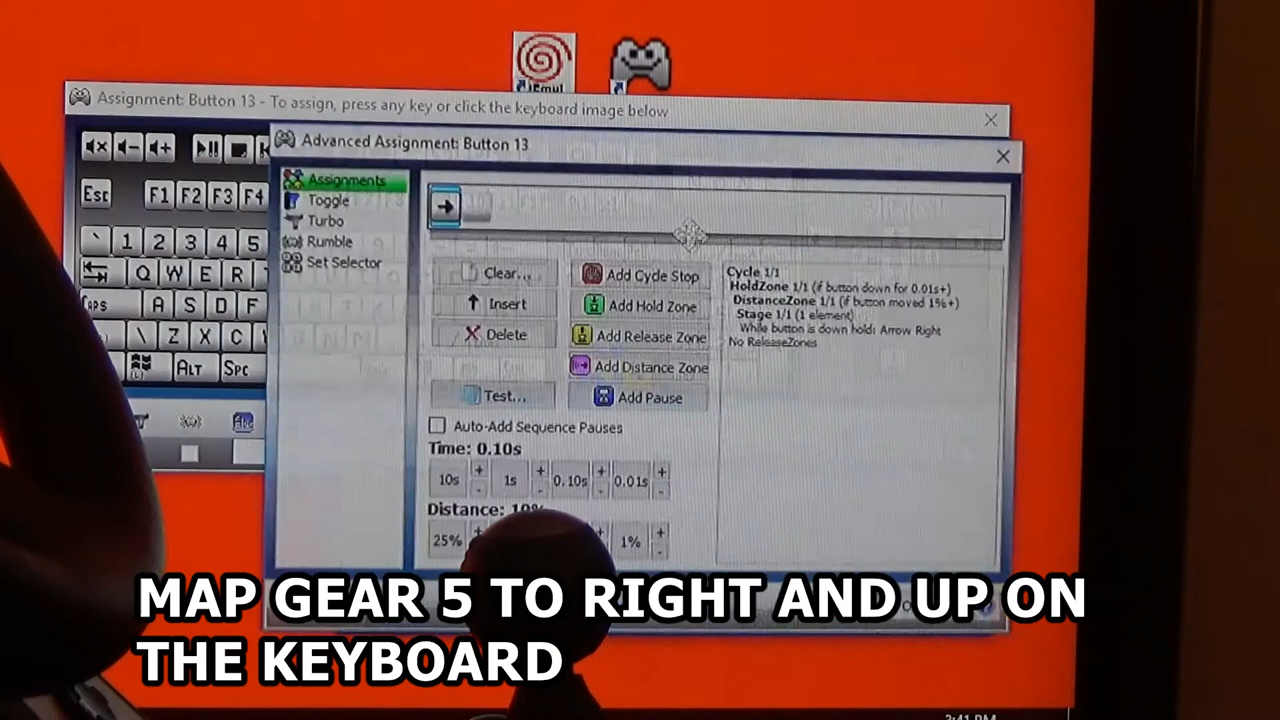 Assignment: Button 13 - To assign, press any key or click the keyboard image below
Advanced Assignment: Button 13
Esc F1 F2 F3 F4
` 1 2 3 4 5
Q W E R
Caps A S D F
\ Z X C
Alt Spc
Abc
Assignments
Toggle
Turbo
Rumble
Set Selector
Clear...
Insert
Delete
Test...
Add Cycle Stop
Add Hold Zone
Add Release Zone
Add Distance Zone
Add Pause
Cycle 1/1
HoldZone 1/1 (if button down for 0.01s+)
DistanceZone 1/1 (if button moved 1%+)
Stage 1/1 (1 element)
While button is down hold: Arrow Right
No ReleaseZones
Auto-Add Sequence Pauses
Time: 0.10s
10s + - 1s + - 0.10s + - 0.01s + -
Distance: 10%
25% + + 1% + -
MAP GEAR 5 TO RIGHT AND UP ON
THE KEYBOARD